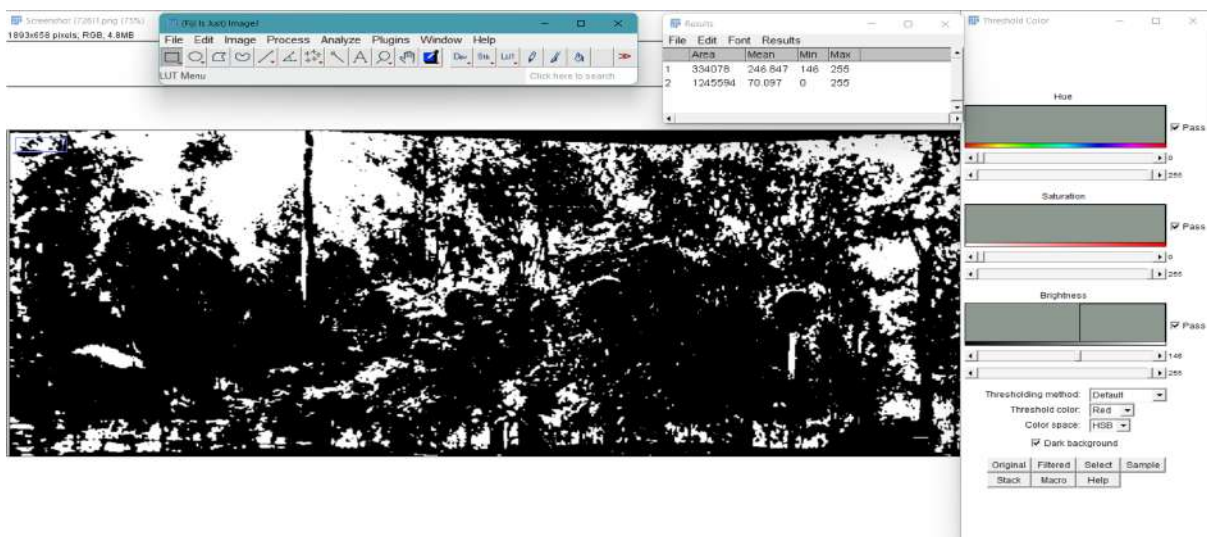 Screenshot (726)1.png (75%)
1893x658 pixels; RGB; 4.8MB
(Fiji Is Just) ImageJ
File Edit Image Process Analyze Plugins Window Help
Dev Stk LUT
LUT Menu
Click here to search
Results
File Edit Font Results
Area Mean Min Max
1 334078 246.847 146 255
2 1245594 70.097 0 255
Threshold Color
Hue
Pass
0
255
Saturation
Pass
0
255
Brightness
Pass
146
255
Thresholding method: Default
Threshold color: Red
Color space: HSB
Dark background
Original Filtered Select Sample
Stack Macro Help